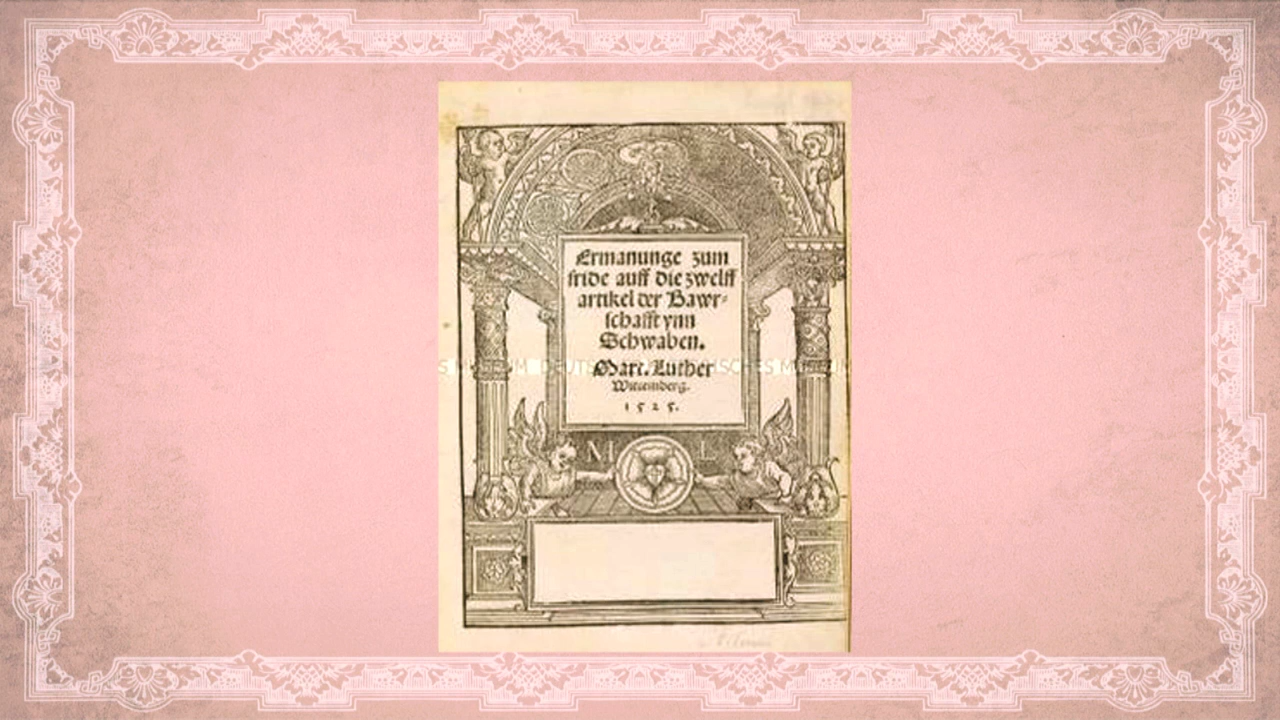 Ermanunge zum
fride auff die zwelff
artikel der Bawr-
schafft ynn
Schwaben.
Mart. Luther
Wittemberg.
1525.
M L